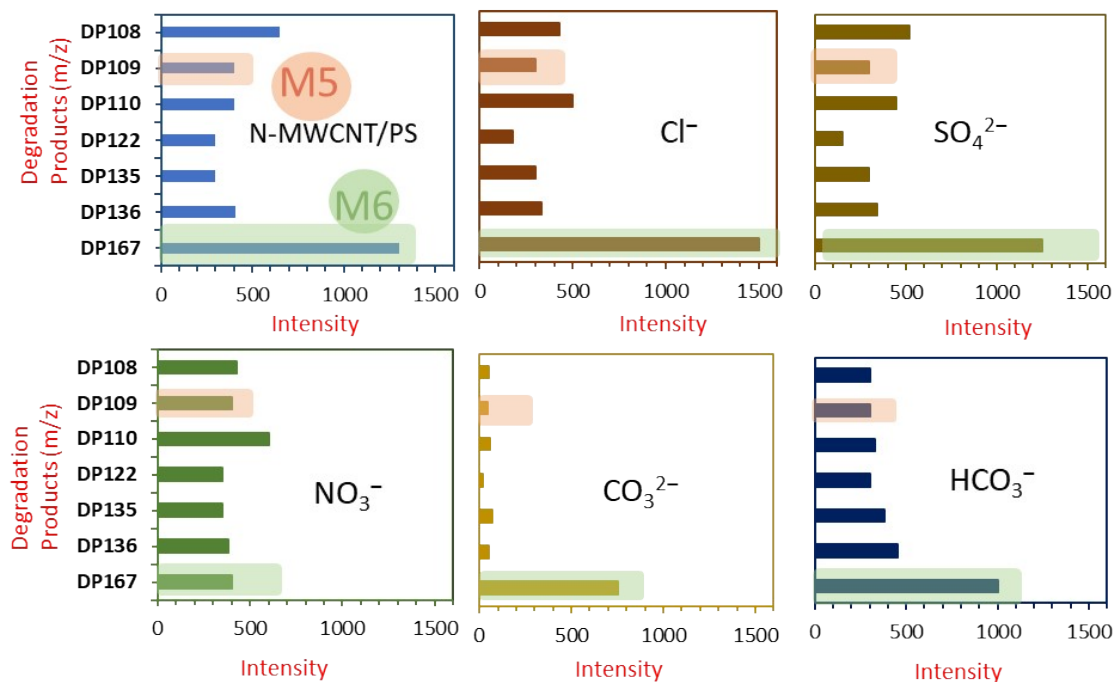 Degradation
Products (m/z)
DP108
DP109
DP110
DP122
DP135
DP136
DP167
M5
N-MWCNT/PS
M6
0 500 1000 1500
Intensity
Cl⁻
0 500 1000 1500
Intensity
SO₄²⁻
0 500 1000 1500
Intensity
Degradation
Products (m/z)
DP108
DP109
DP110
DP122
DP135
DP136
DP167
NO₃⁻
0 500 1000 1500
Intensity
CO₃²⁻
0 500 1000 1500
Intensity
HCO₃⁻
0 500 1000 1500
Intensity